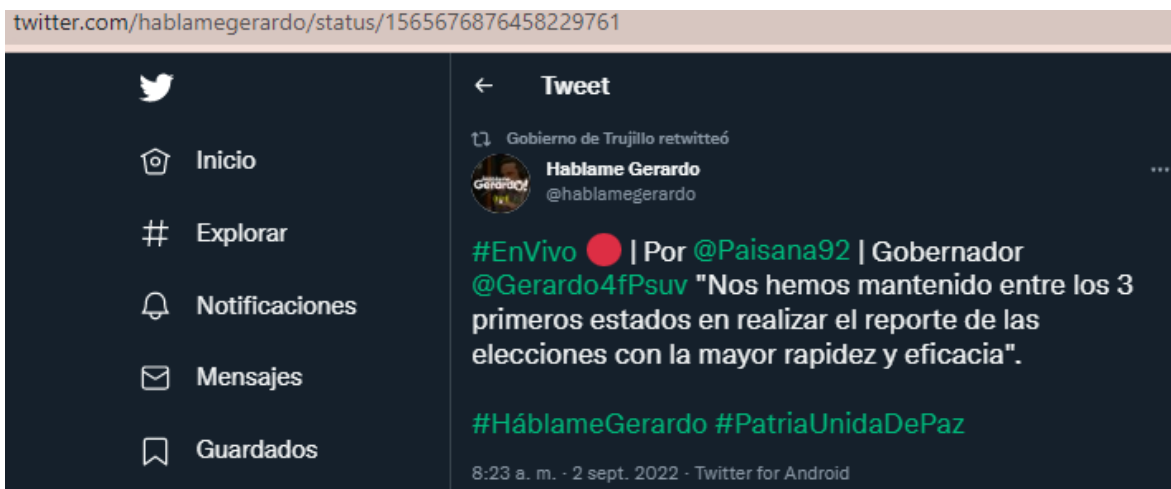 twitter.com/hablamegerardo/status/1565676876458229761
Tweet
Gobierno de Trujillo retwitteó
Inicio
Hablame Gerardo
@hablamegerardo
Explorar
#EnVivo 🔴 | Por @Paisana92 | Gobernador
@Gerardo4fPsuv "Nos hemos mantenido entre los 3
primeros estados en realizar el reporte de las
elecciones con la mayor rapidez y eficacia".
Notificaciones
Mensajes
#HáblameGerardo #PatriaUnidaDePaz
Guardados
8:23 a. m. · 2 sept. 2022 · Twitter for Android